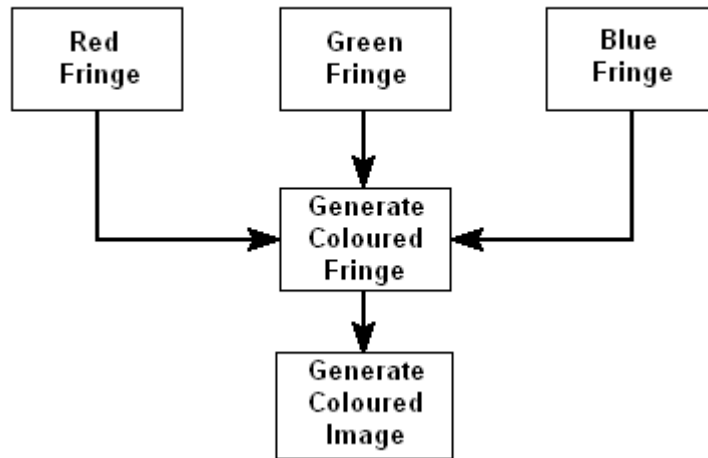 Red
Fringe
Green
Fringe
Blue
Fringe
Generate
Coloured
Fringe
Generate
Coloured
Image